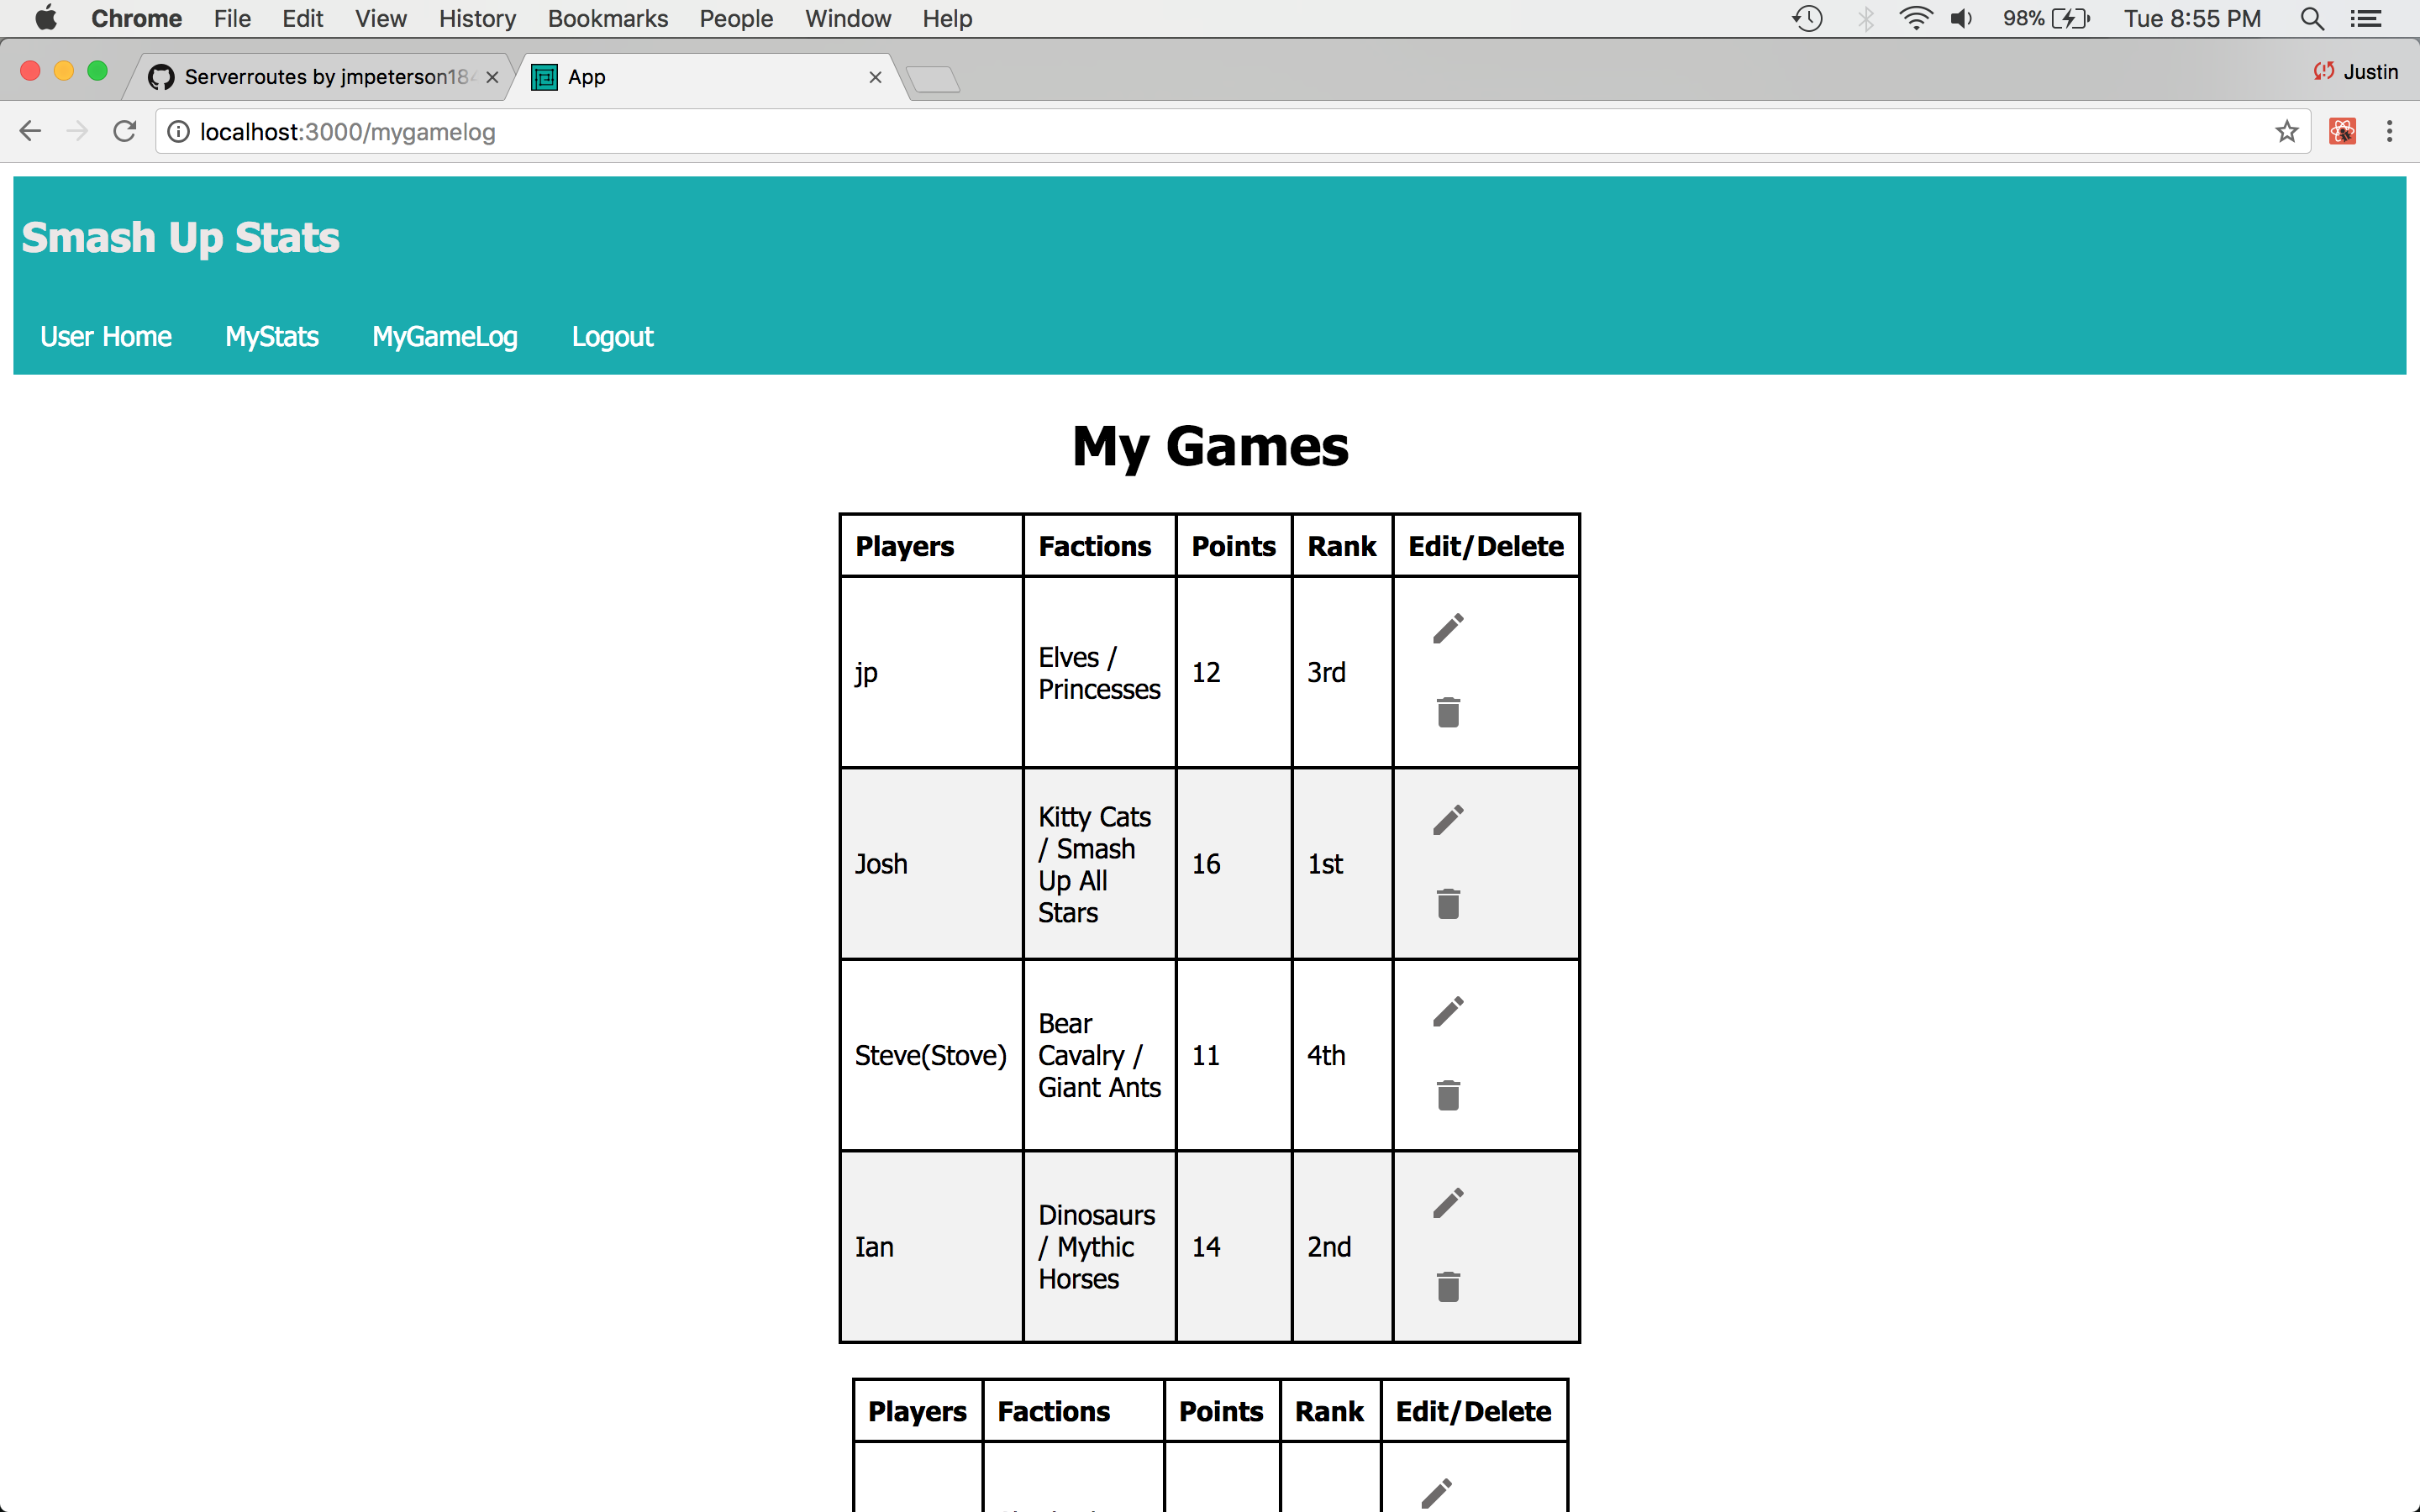 Chrome File Edit View History Bookmarks People Window Help 98% Tue 8:55 PM
Serverroutes by jmpeterson184 App Justin
localhost:3000/mygamelog
Smash Up Stats
User Home MyStats MyGameLog Logout
My Games
Players Factions Points Rank Edit/Delete
jp Elves / Princesses 12 3rd
Josh Kitty Cats / Smash Up All Stars 16 1st
Steve(Stove) Bear Cavalry / Giant Ants 11 4th
Ian Dinosaurs / Mythic Horses 14 2nd
Players Factions Points Rank Edit/Delete